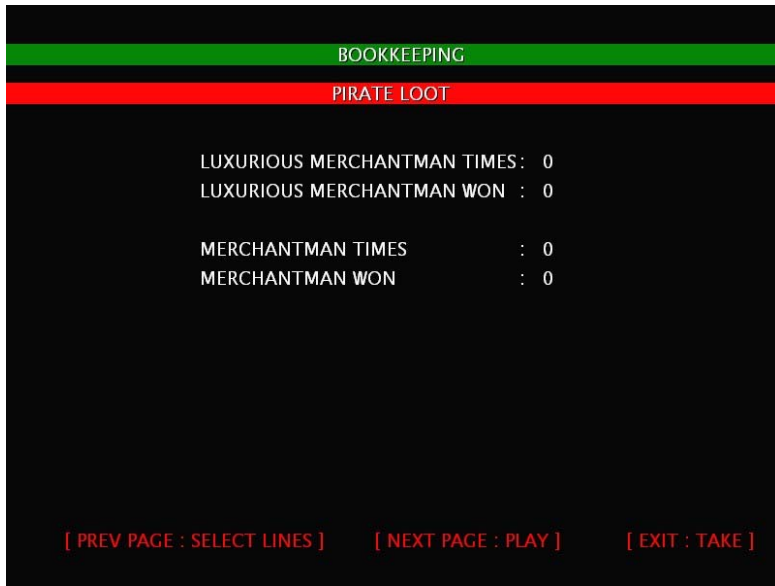 BOOKKEEPING
PIRATE LOOT
LUXURIOUS MERCHANTMAN TIMES: 0
LUXURIOUS MERCHANTMAN WON : 0
MERCHANTMAN TIMES : 0
MERCHANTMAN WON : 0
[ PREV PAGE : SELECT LINES ] [ NEXT PAGE : PLAY ] [ EXIT : TAKE ]